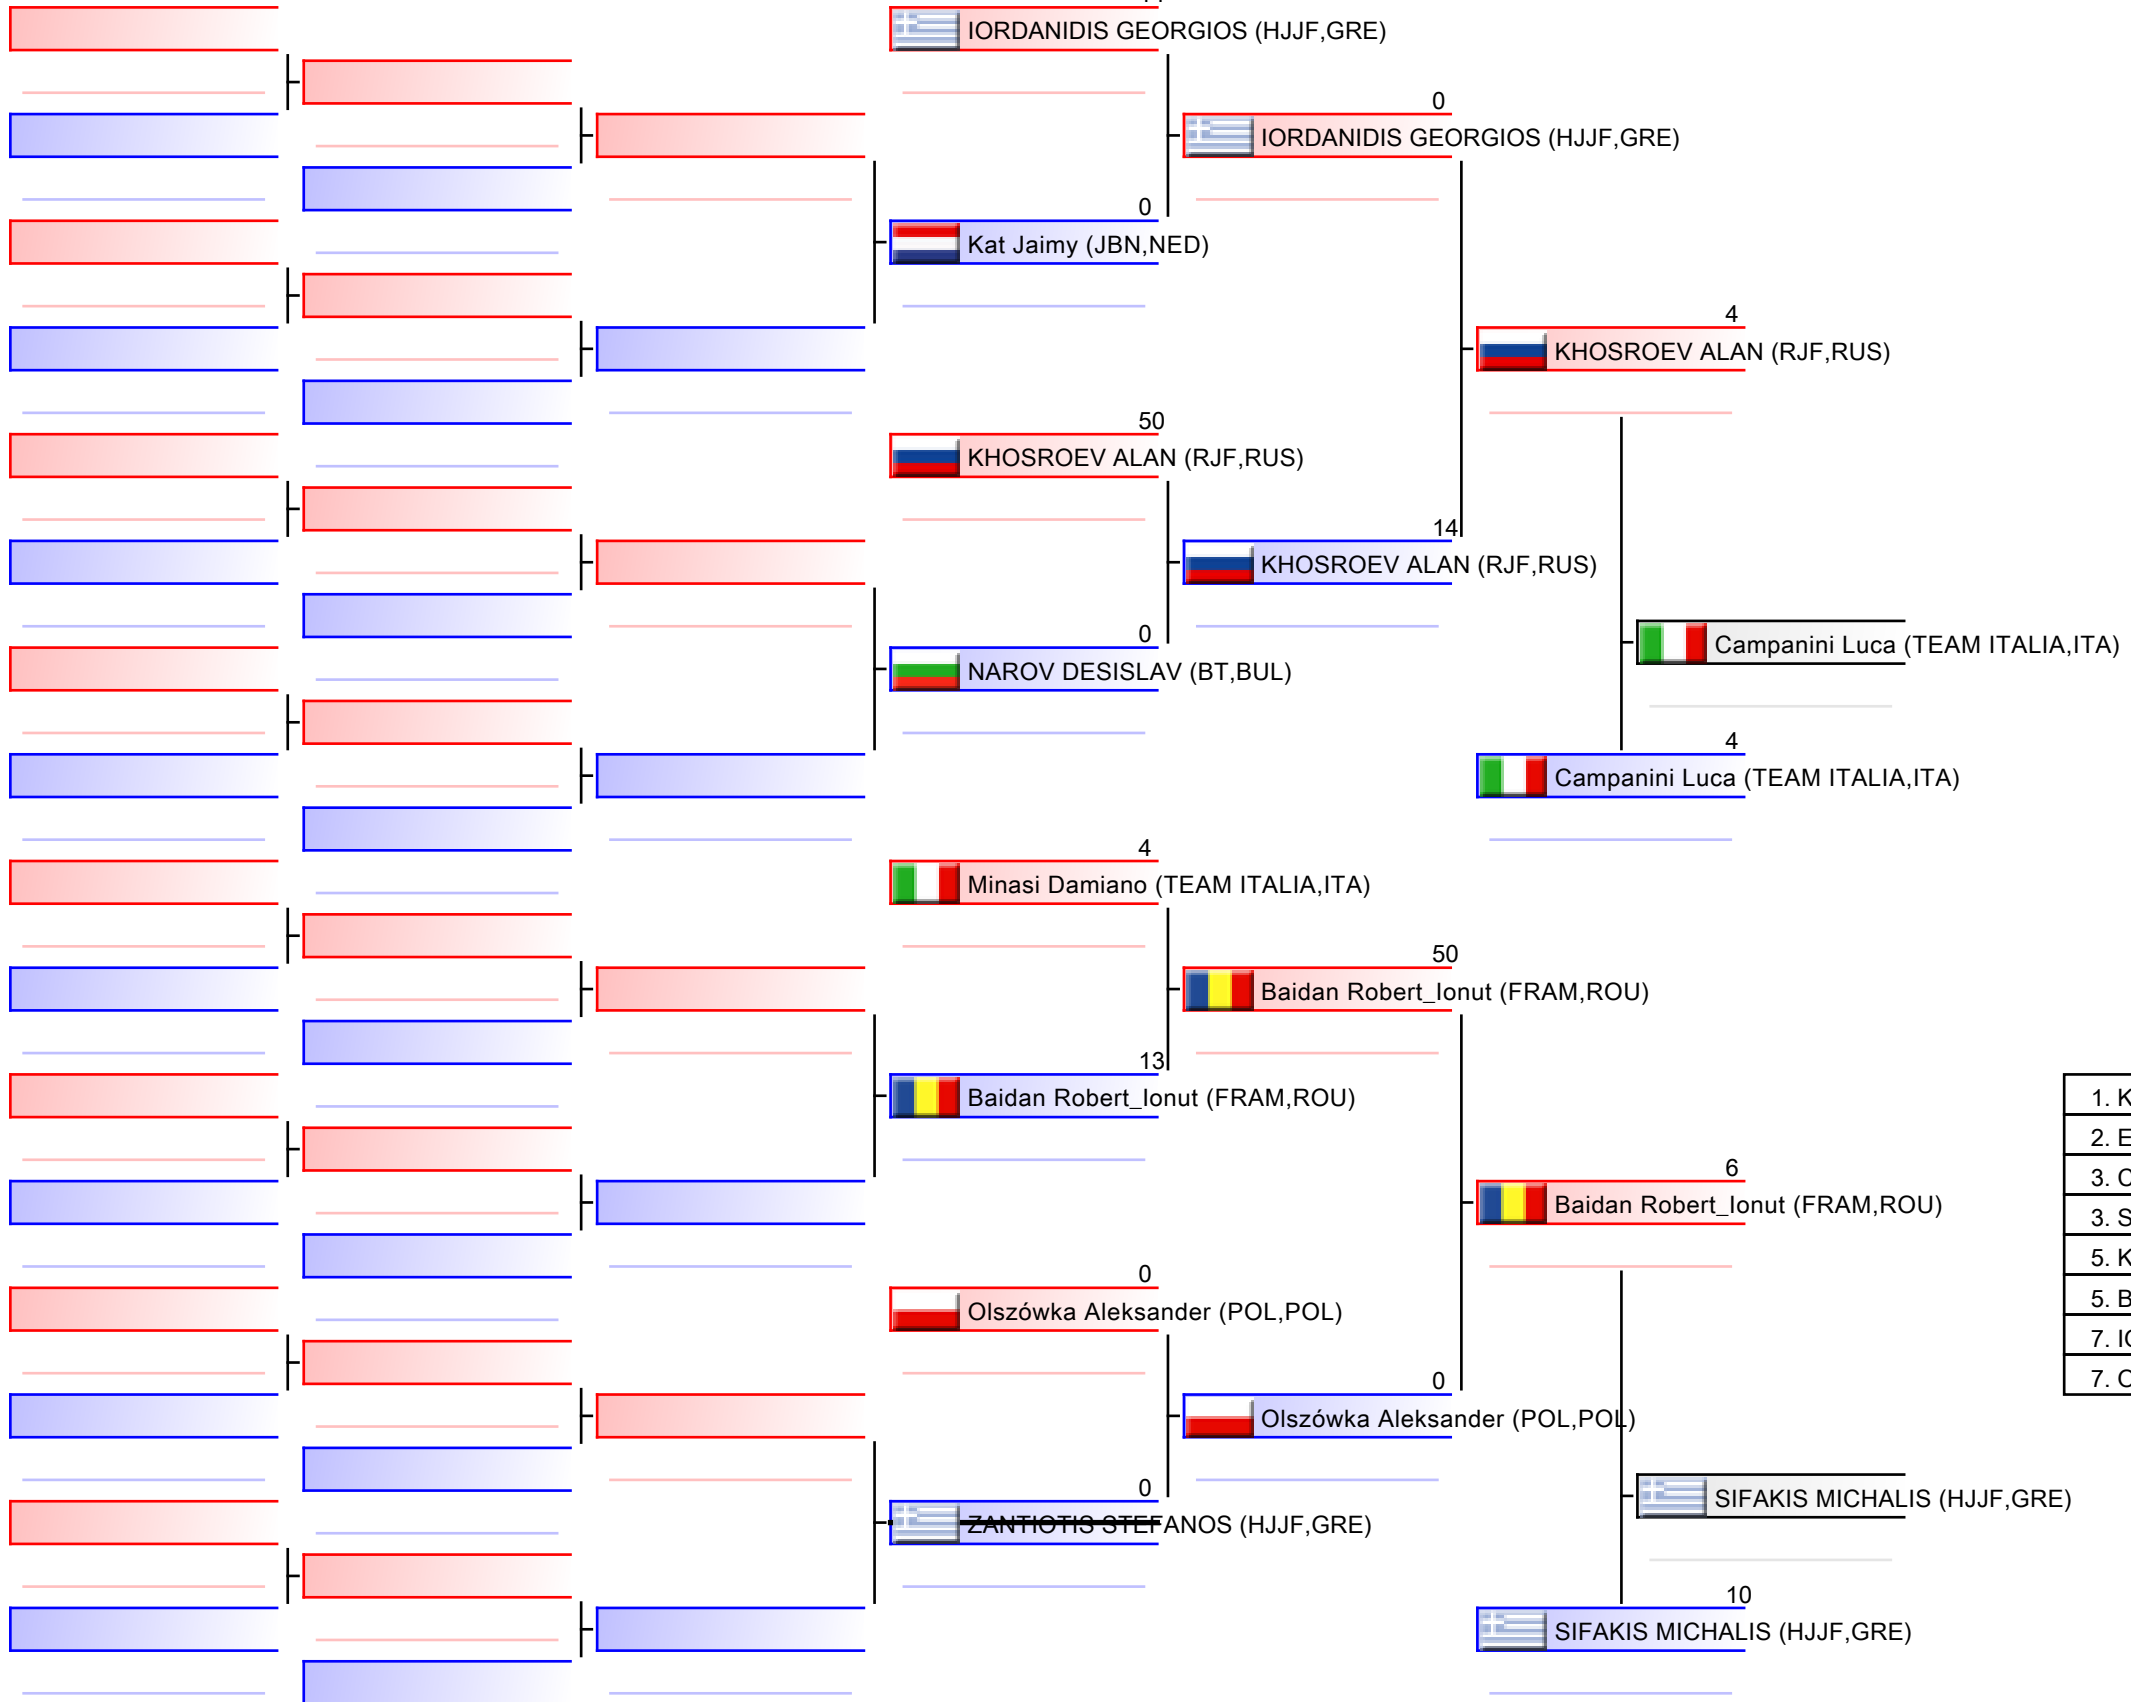 IORDANIDIS GEORGIOS (HJJF,GRE)
0
IORDANIDIS GEORGIOS (HJJF,GRE)
0
Kat Jaimy (JBN,NED)
4
KHOSROEV ALAN (RJF,RUS)
50
KHOSROEV ALAN (RJF,RUS)
14
KHOSROEV ALAN (RJF,RUS)
0
NAROV DESISLAV (BT,BUL)
Campanini Luca (TEAM ITALIA,ITA)
4
Campanini Luca (TEAM ITALIA,ITA)
4
Minasi Damiano (TEAM ITALIA,ITA)
50
Baidan Robert_Ionut (FRAM,ROU)
13
Baidan Robert_Ionut (FRAM,ROU)
6
Baidan Robert_Ionut (FRAM,ROU)
0
Olszówka Aleksander (POL,POL)
0
Olszówka Aleksander (POL,POL)
0
ZANTIOTIS STEFANOS (HJJF,GRE)
SIFAKIS MICHALIS (HJJF,GRE)
10
SIFAKIS MICHALIS (HJJF,GRE)
1. K
2.
3.
3. S
5. K
5. B
7.
7.